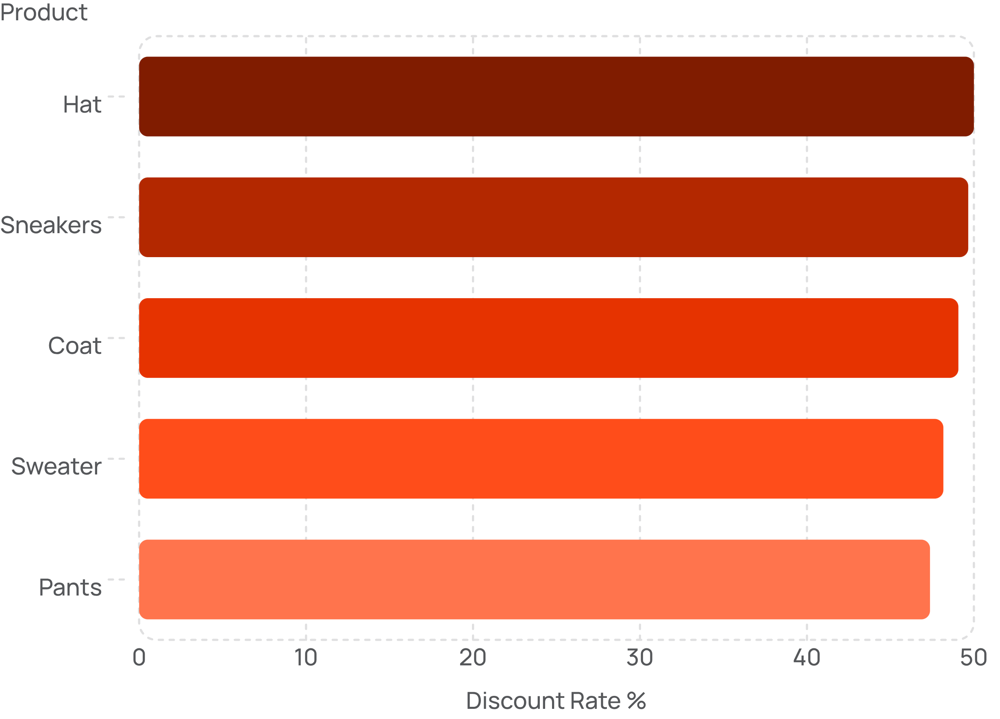 Product
Hat
Sneakers
Coat
Sweater
Pants
0 10 20 30 40 50
Discount Rate %